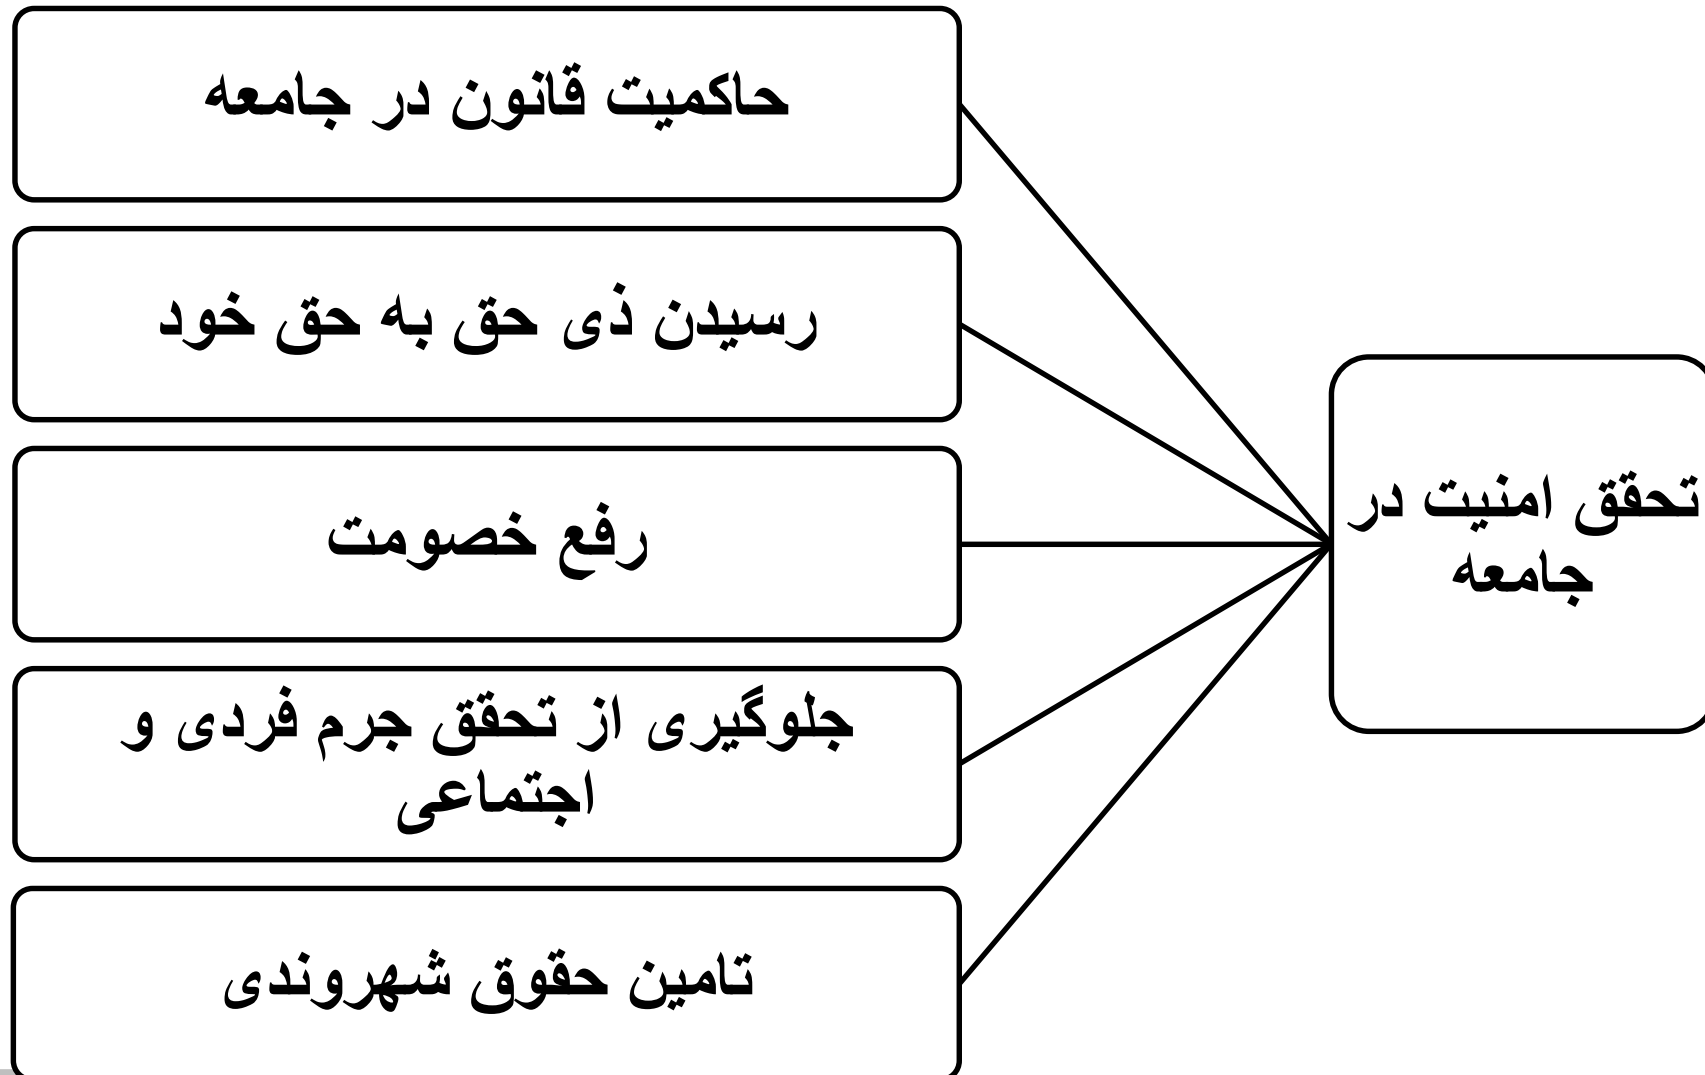 حاکمیت قانون در جامعه
رسیدن ذی حق به حق خود
رفع خصومت
جلوگیری از تحقق جرم فردی و
اجتماعی
تامین حقوق شهروندی
تحقق امنیت در
جامعه